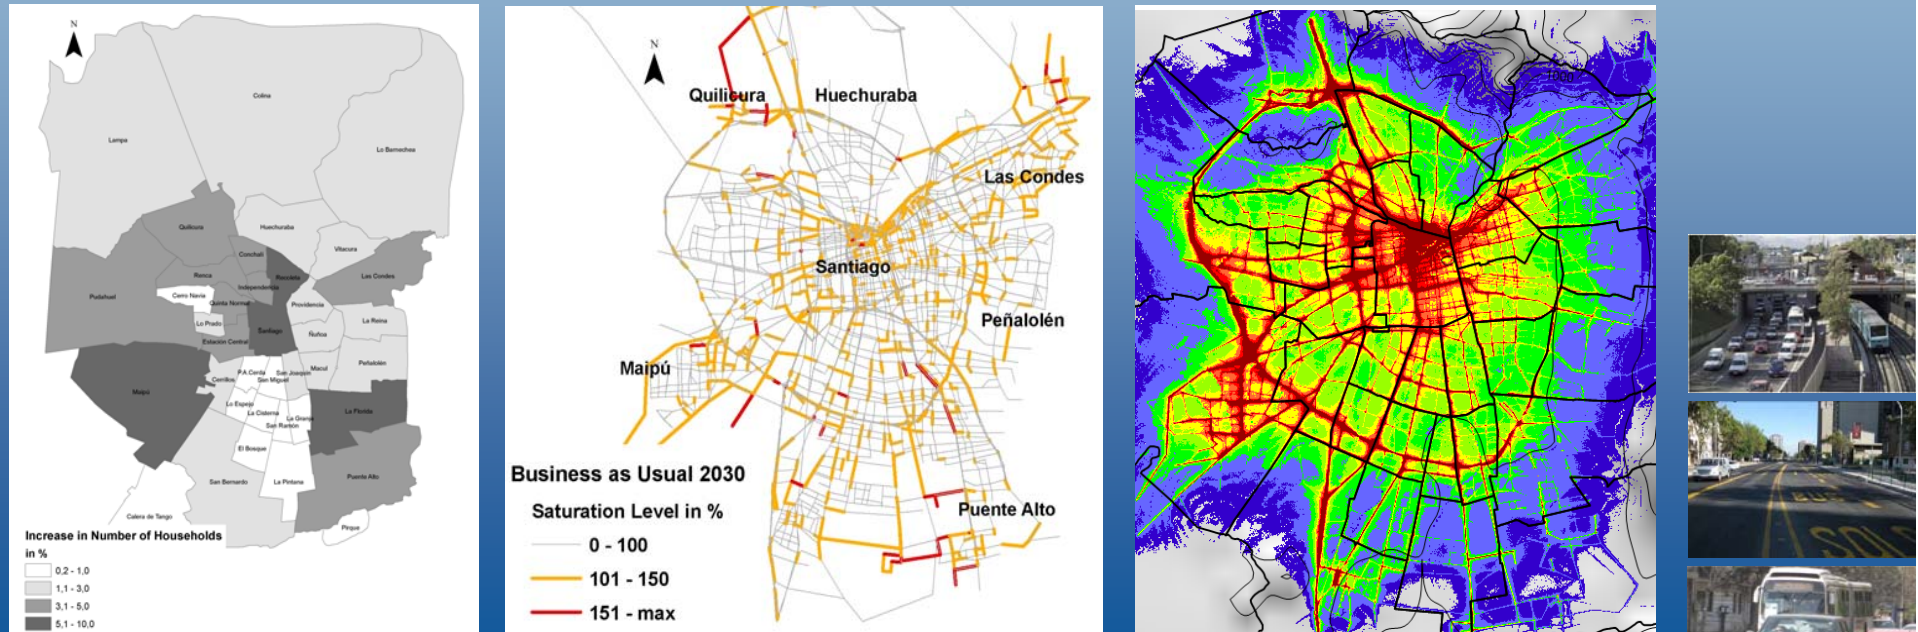 N
Colina
Lampa
Lo Barnechea
Quilicura
Huechuraba
Vitacura
Conchalí
Renca
Recoleta
Las Condes
Independencia
Pudahuel
Cerro Navia
Quinta Normal
Providencia
Lo Prado
Santiago
La Reina
Ñuñoa
Estación Central
Peñalolén
P.A.Cerda
San Joaquín
Macul
Cerrillos
San Miguel
Maipú
Lo Espejo
La Cisterna
La Granja
La Florida
San Ramón
El Bosque
Puente Alto
San Bernardo
La Pintana
Calera de Tango
Pirque
Increase in Number of Households
in %
0,2 - 1,0
1,1 - 3,0
3,1 - 5,0
5,1 - 10,0
N
Quilicura
Huechuraba
Las Condes
Santiago
Peñalolén
Maipú
Puente Alto
Business as Usual 2030
Saturation Level in %
0 - 100
101 - 150
151 - max
1000
BUS
SOLO